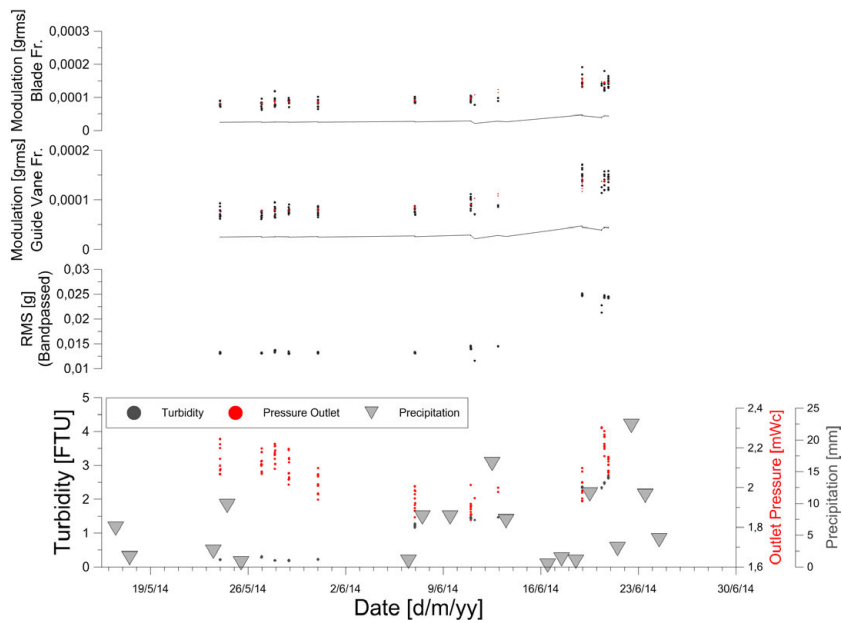 Modulation [grms]
Blade Fr.
0,0003
0,0002
0,0001
0
Modulation [grms]
Guide Vane Fr.
0,0002
0,0001
0
RMS [g]
(Bandpassed)
0,03
0,025
0,02
0,015
0,01
Turbidity [FTU]
5
4
3
2
1
0
Turbidity Pressure Outlet Precipitation
2,4
2,2
2
1,8
1,6
Outlet Pressure [mWc]
25
20
15
10
5
0
Precipitation [mm]
19/5/14 26/5/14 2/6/14 9/6/14 16/6/14 23/6/14 30/6/14
Date [d/m/yy]